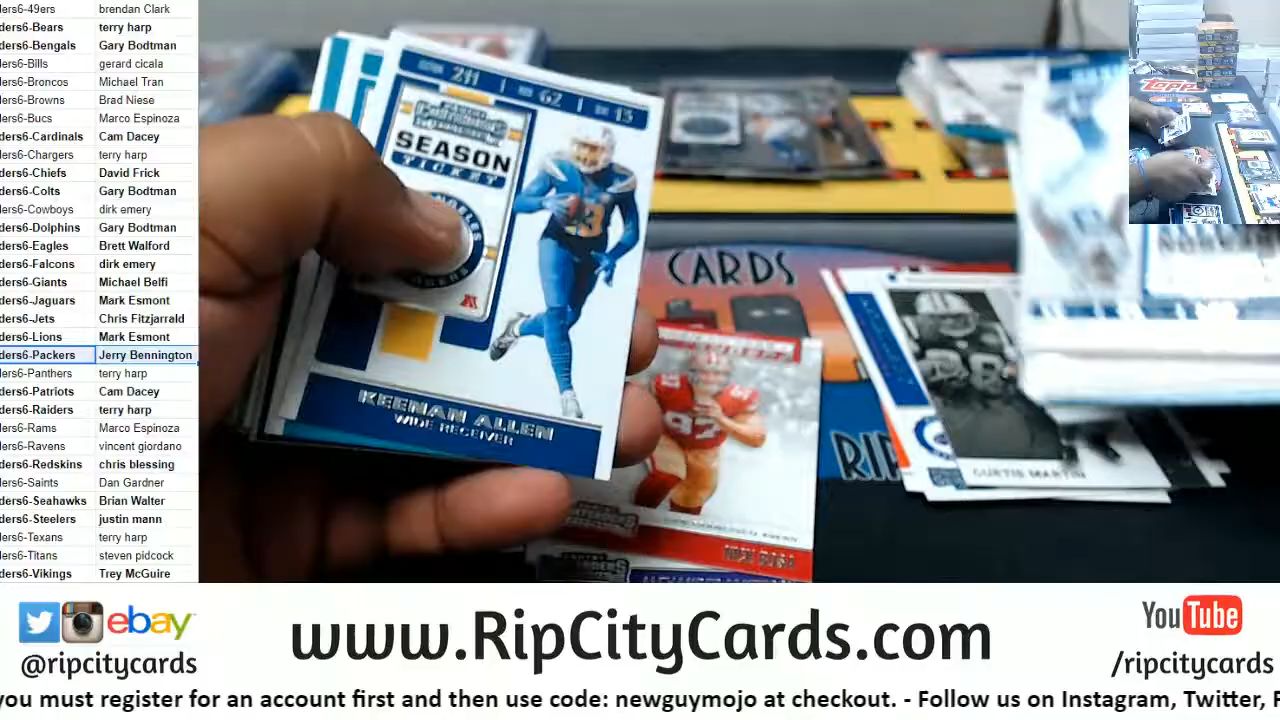 ders6-49ers brendan Clark
ders6-Bears terry harp
ders6-Bengals Gary Bodtman
ders6-Bills gerard cicala
ders6-Broncos Michael Tran
ders6-Browns Brad Niese
ders6-Bucs Marco Espinoza
ders6-Cardinals Cam Dacey
ders6-Chargers terry harp
ders6-Chiefs David Frick
ders6-Colts Gary Bodtman
ders6-Cowboys dirk emery
ders6-Dolphins Gary Bodtman
ders6-Eagles Brett Walford
ders6-Falcons dirk emery
ders6-Giants Michael Belfi
ders6-Jaguars Mark Esmont
ders6-Jets Chris Fitzjarrald
ders6-Lions Mark Esmont
ders6-Packers Jerry Bennington
ders6-Panthers terry harp
ders6-Patriots Cam Dacey
ders6-Raiders terry harp
ders6-Rams Marco Espinoza
ders6-Ravens vincent giordano
ders6-Redskins chris blessing
ders6-Saints Dan Gardner
ders6-Seahawks Brian Walter
ders6-Steelers justin mann
ders6-Texans terry harp
ders6-Titans steven pidcock
ders6-Vikings Trey McGuire
SEASON
TICKET
KEENAN ALLEN
WIDE RECEIVER
CARDS
RIP
CURTIS MARTIN
NICK BOSA
97
Topps
ebay
@ripcitycards
www.RipCityCards.com
YouTube
/ripcitycards
you must register for an account first and then use code: newguymojo at checkout. - Follow us on Instagram, Twitter, F